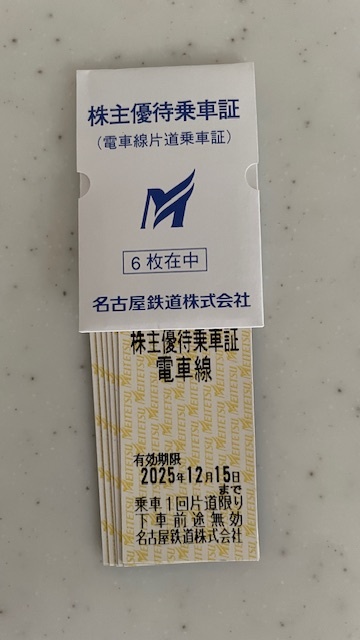 株主優待乗車証
（電車線片道乗車証）
６枚在中
名古屋鉄道株式会社
株主優待乗車証
電車線
有効期限
2025年12月15日
まで
乗車１回片道限り
下車前途無効
名古屋鉄道株式会社